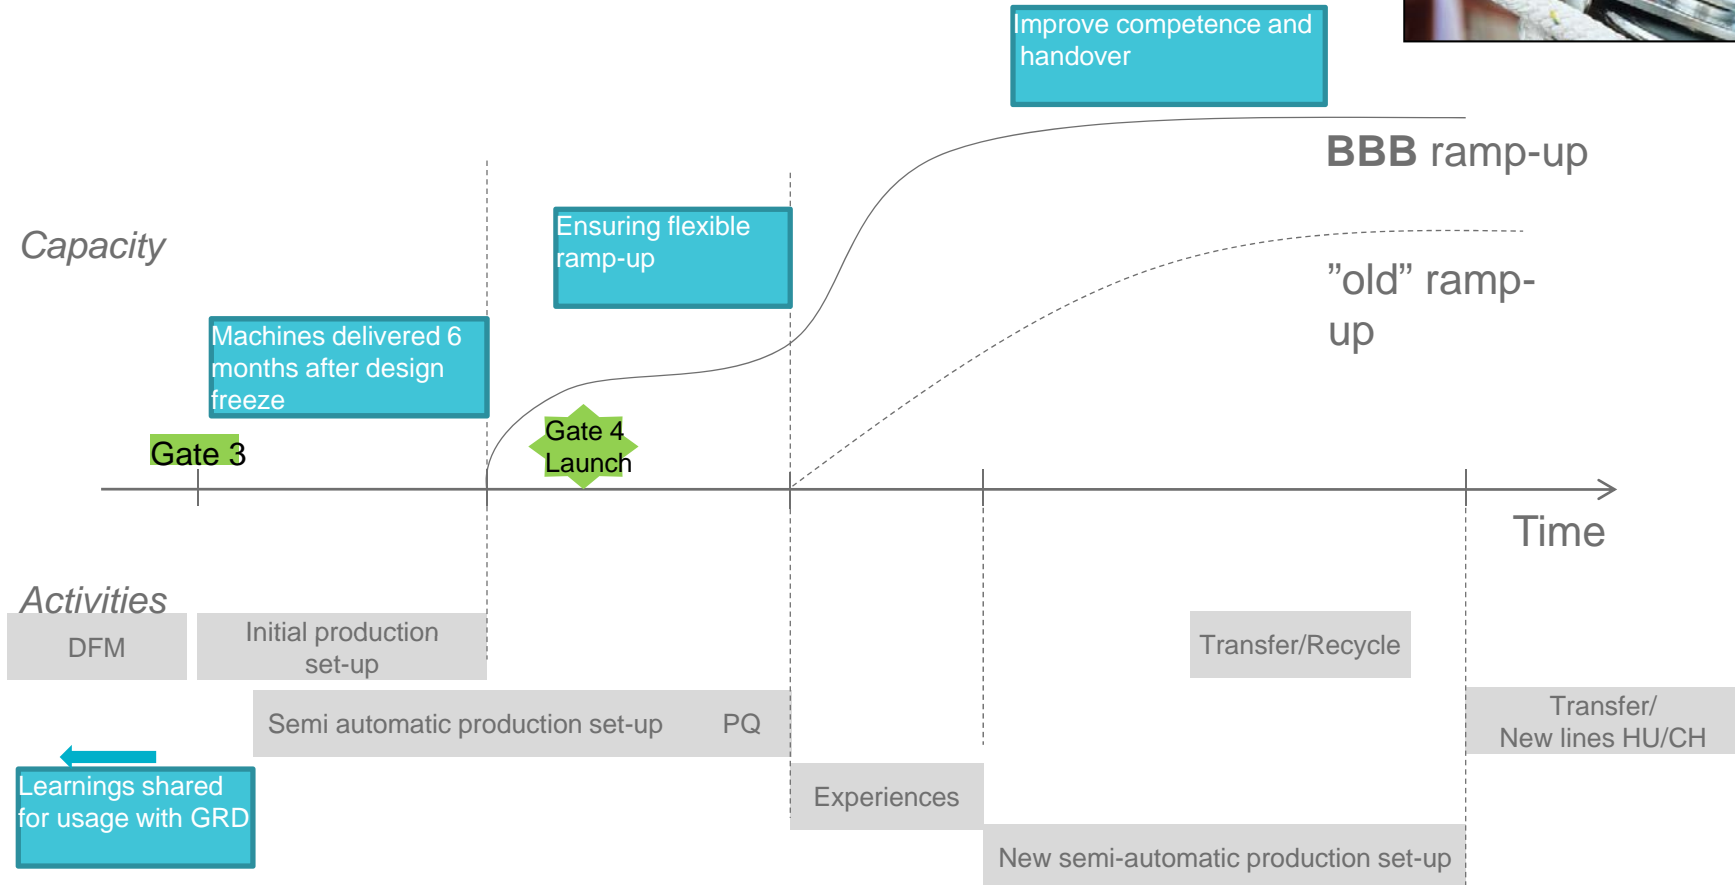 Improve competence and
handover
BBB ramp-up
Capacity
Ensuring flexible
ramp-up
”old” ramp-
up
Machines delivered 6
months after design
freeze
Gate 3
Gate 4
Launch
Time
Activities
DFM
Initial production
set-up
Transfer/Recycle
Semi automatic production set-up PQ
Transfer/
New lines HU/CH
Learnings shared
for usage with GRD
Experiences
New semi-automatic production set-up